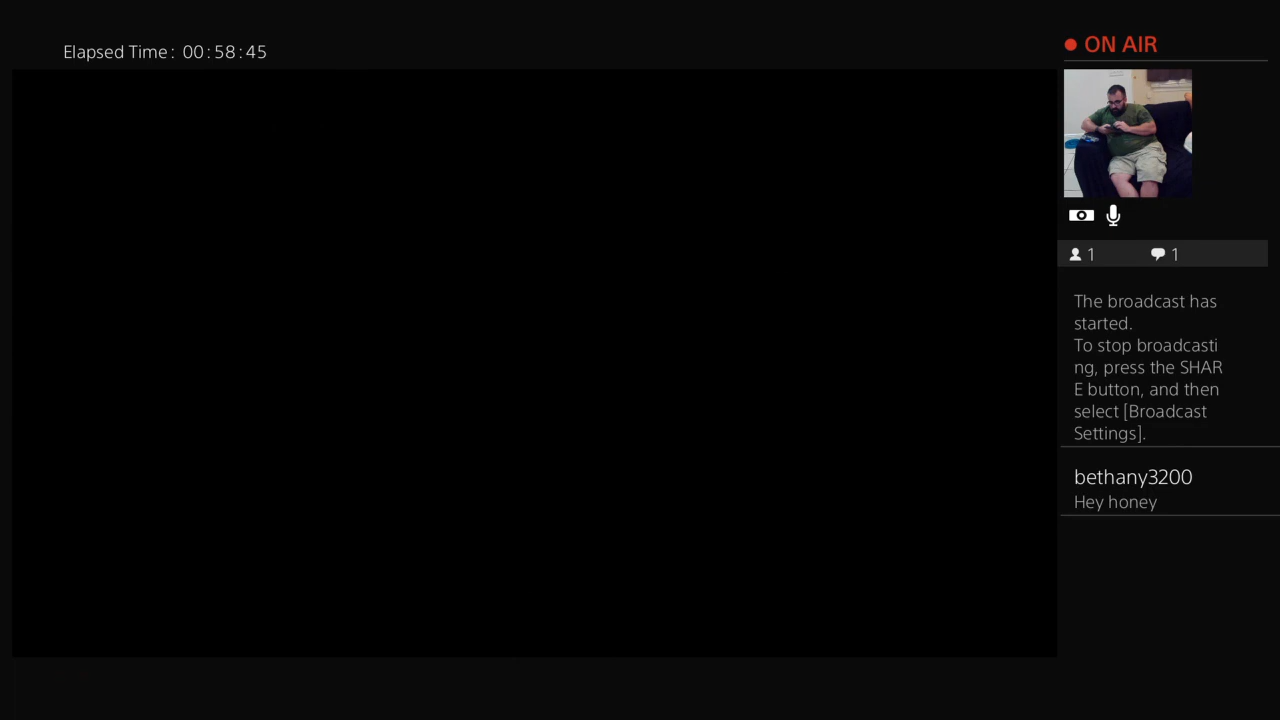 Elapsed Time: 00:58:45
ON AIR
1 1
The broadcast has
started.
To stop broadcasti
ng, press the SHAR
E button, and then
select [Broadcast
Settings].
bethany3200
Hey honey